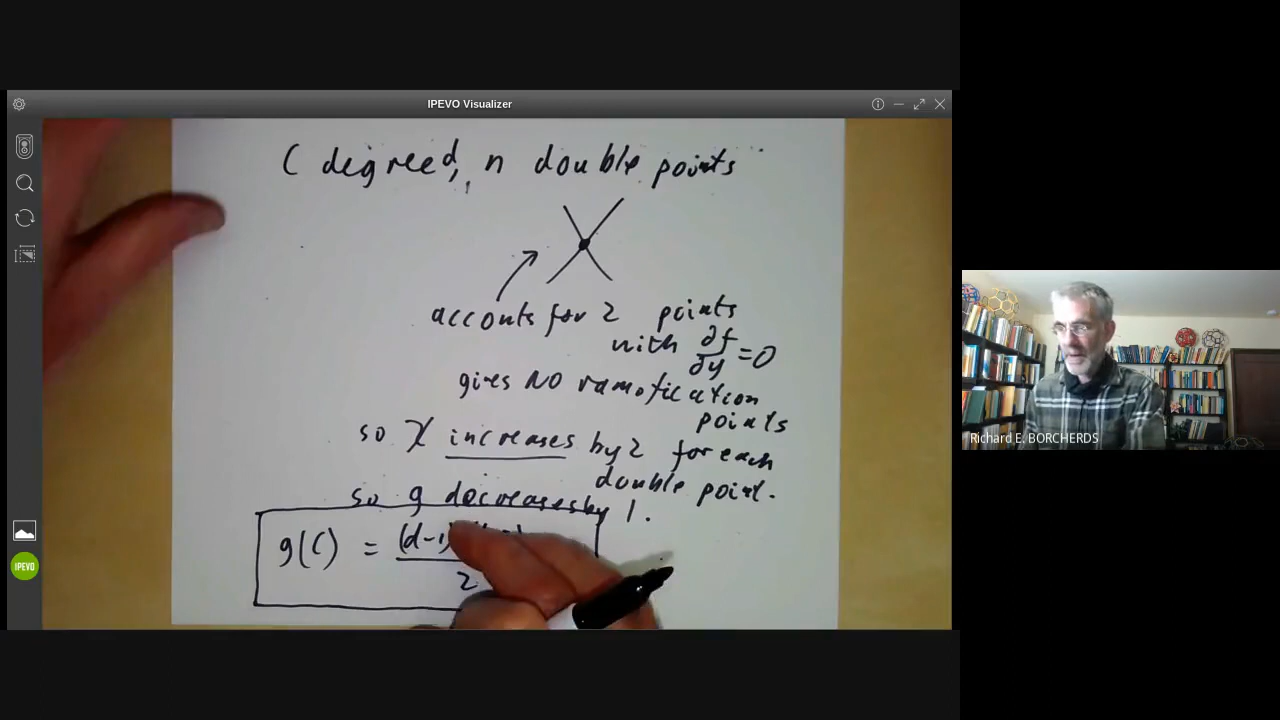 IPEVO Visualizer
C degree d, n double points
accounts for 2 points
with ∂f/∂y = 0
gives NO ramification
points
so χ increases by 2 for each
double point.
so g decreases by 1.
g(C) = (d-1)
2
Richard E. BORCHERDS
IPEVO